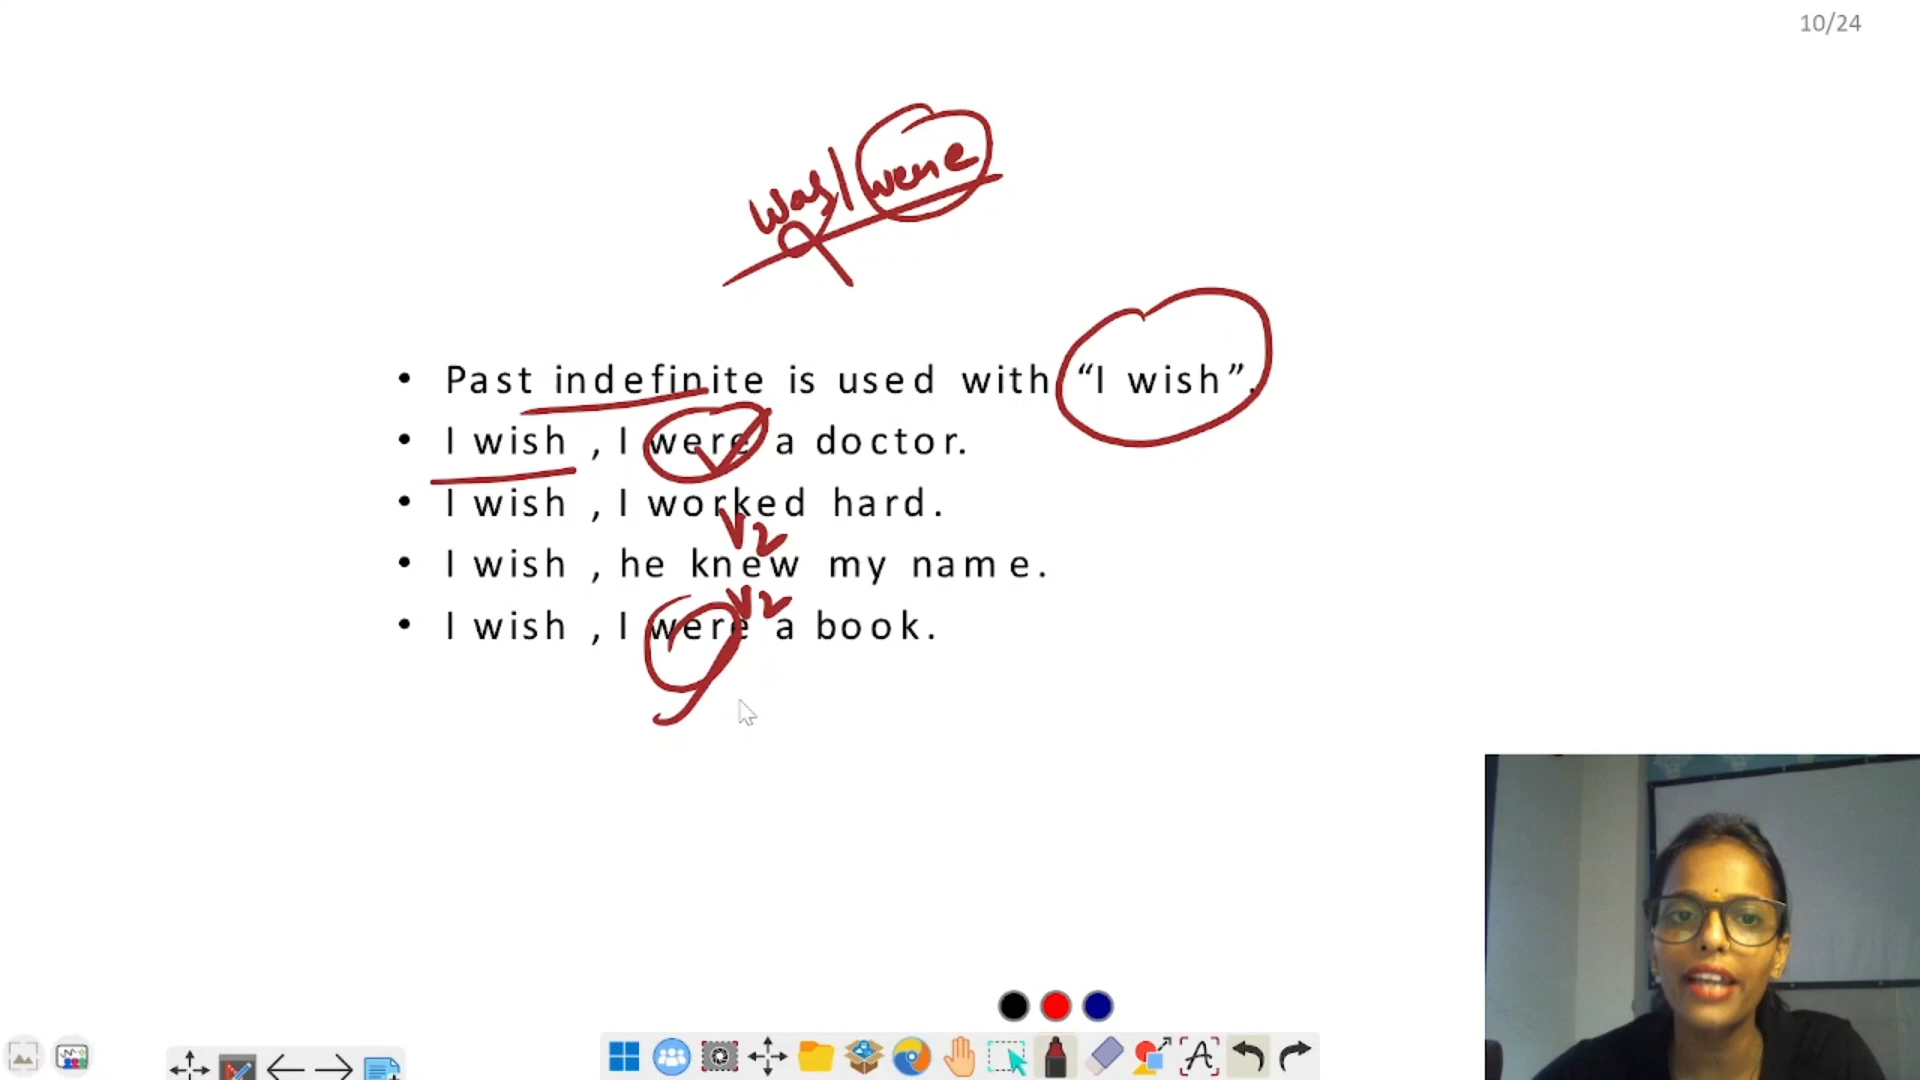 10/24
was/were
• Past indefinite is used with “I wish”.
• I wish , I were a doctor.
• I wish , I worked hard.
V2
• I wish , he knew my name.
V2
• I wish , I were a book.